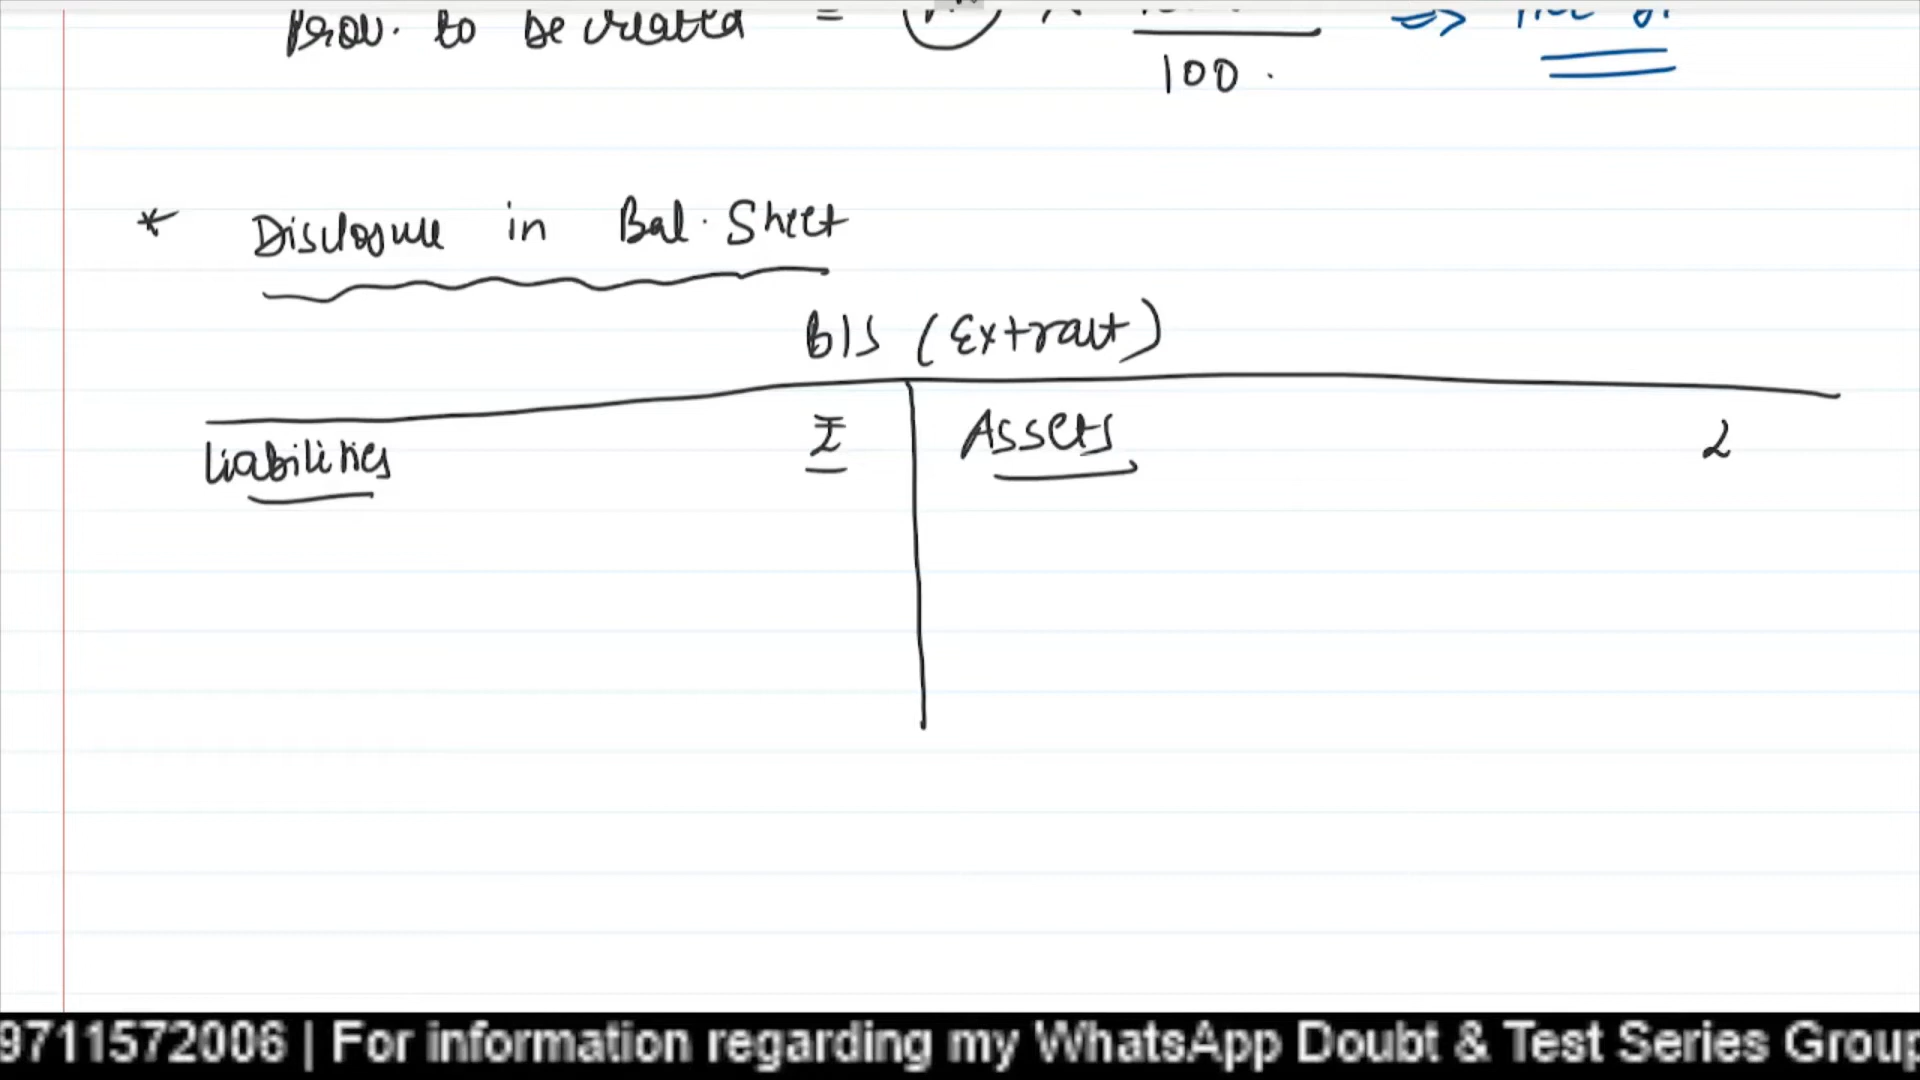 Prov. to be created =
100.
* Disclosure in Bal. Sheet
B/S (Extract)
Liabilities ₹ Assets ₹
9711572006 | For information regarding my WhatsApp Doubt & Test Series Group